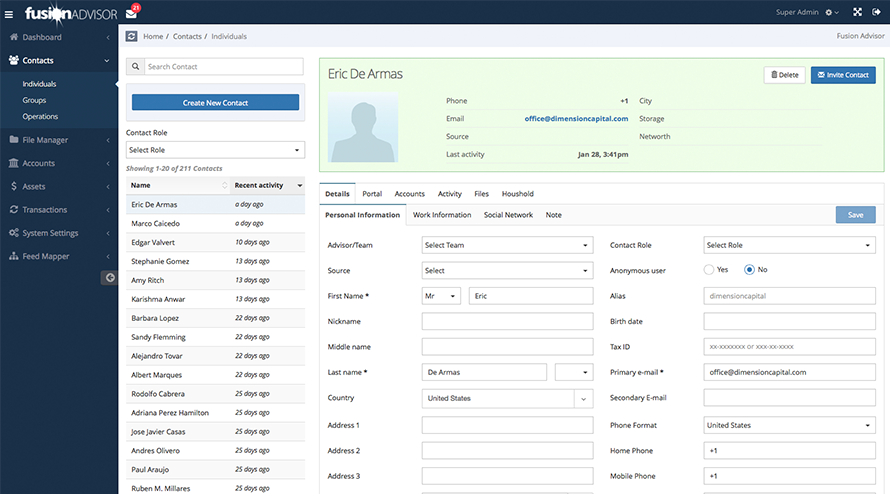 fusionADVISOR
21
Super Admin
Dashboard
Contacts
Individuals
Groups
Operations
File Manager
Accounts
Assets
Transactions
System Settings
Feed Mapper
Home / Contacts / Individuals
Fusion Advisor
Search Contact
Create New Contact
Contact Role
Select Role
Showing 1-20 of 211 Contacts
Name Recent activity
Eric De Armas a day ago
Marco Caicedo a day ago
Edgar Valvert 10 days ago
Stephanie Gomez 13 days ago
Amy Ritch 13 days ago
Karishma Anwar 13 days ago
Barbara Lopez 22 days ago
Sandy Flemming 22 days ago
Alejandro Tovar 22 days ago
Albert Marques 22 days ago
Rodolfo Cabrera 25 days ago
Adriana Perez Hamilton 25 days ago
Jose Javier Casas 25 days ago
Andres Olivero 25 days ago
Paul Araujo 25 days ago
Ruben M. Millares 25 days ago
Eric De Armas
Delete
Invite Contact
Phone +1 City
Email office@dimensioncapital.com Storage
Source Networth
Last activity Jan 28, 3:41pm
Details Portal Accounts Activity Files Houshold
Personal Information Work Information Social Network Note
Save
Advisor/Team Select Team Contact Role Select Role
Source Select Anonymous user Yes No
First Name * Mr Eric Alias dimensioncapital
Nickname Birth date
Middle name Tax ID xx-xxxxxxx or xxx-xx-xxxx
Last name * De Armas Primary e-mail * office@dimensioncapital.com
Country United States Secondary E-mail
Address 1 Phone Format United States
Address 2 Home Phone +1
Address 3 Mobile Phone +1